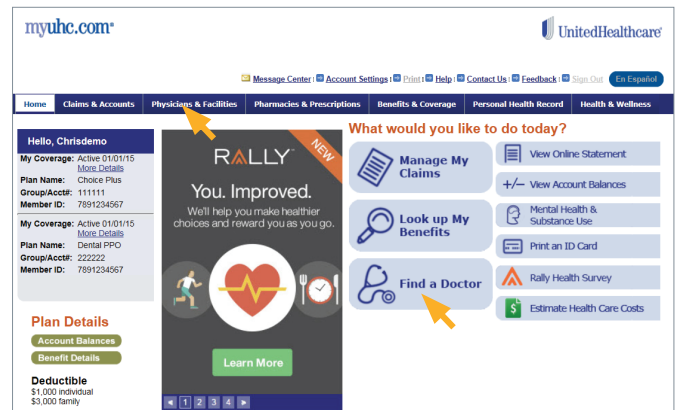 myuhc.com®
UnitedHealthcare®
Message Center Account Settings Print Help Contact Us Feedback Sign Out En Español
Home Claims & Accounts Physicians & Facilities Pharmacies & Prescriptions Benefits & Coverage Personal Health Record Health & Wellness
Hello, Chrisdemo
My Coverage: Active 01/01/15
More Details
Plan Name: Choice Plus
Group/Acct#: 111111
Member ID: 7891234567
My Coverage: Active 01/01/15
More Details
Plan Name: Dental PPO
Group/Acct#: 222222
Member ID: 7891234567
Plan Details
Account Balances
Benefit Details
Deductible
$1,000 individual
$3,000 family
NEW
RALLY
You. Improved.
We'll help you make healthier
choices and reward you as you go.
Learn More
1 2 3 4
What would you like to do today?
Manage My
Claims
Look up My
Benefits
Find a Doctor
View Online Statement
+/– View Account Balances
Mental Health &
Substance Use
Print an ID Card
Rally Health Survey
$ Estimate Health Care Costs